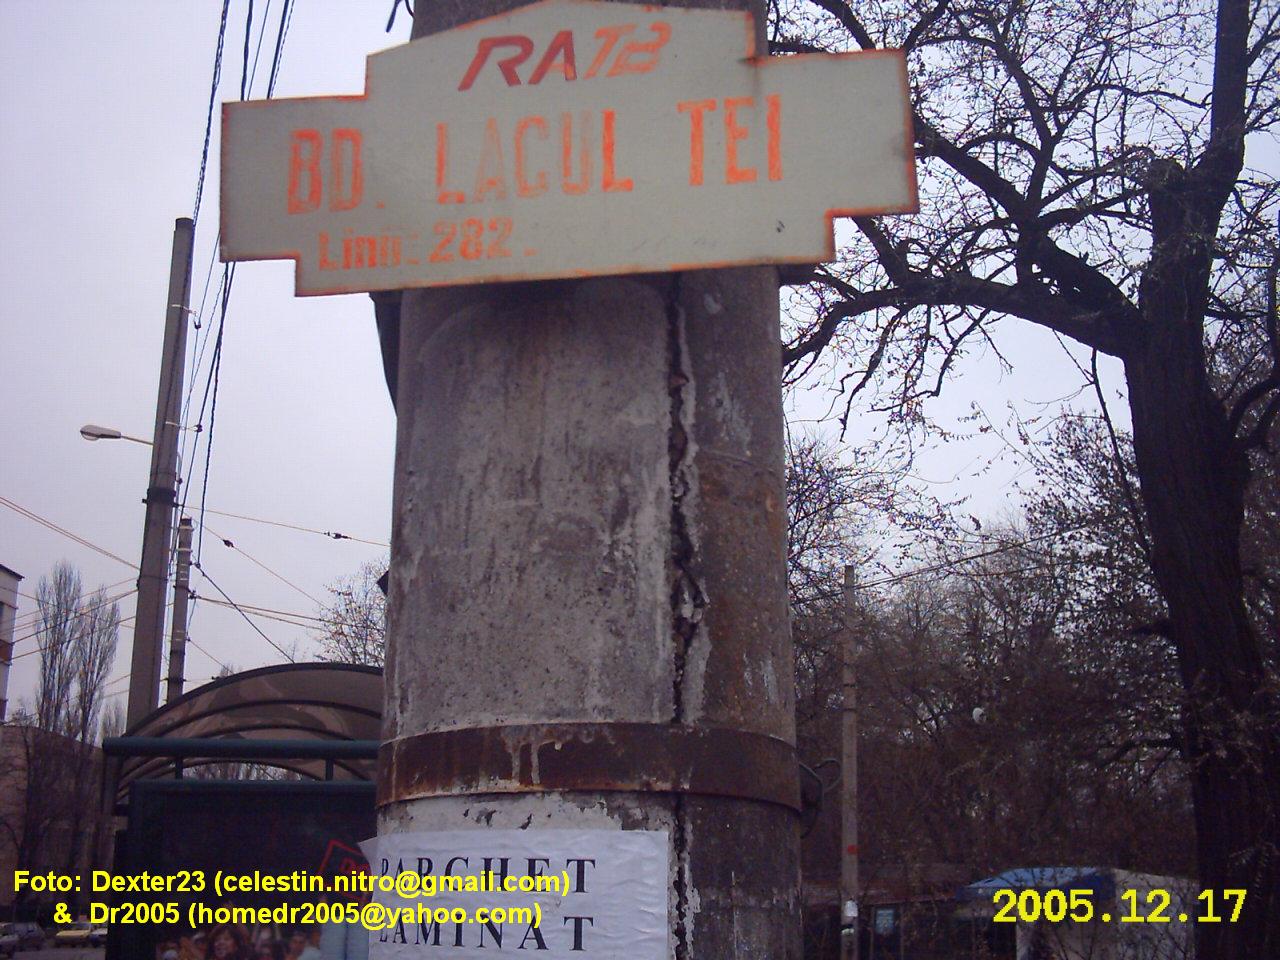 RATB
BD. LACUL TEI
Linii: 282.
PARCHET
LAMINAT
Foto: Dexter23 (celestin.nitro@gmail.com)
& Dr2005 (homedr2005@yahoo.com)
2005.12.17